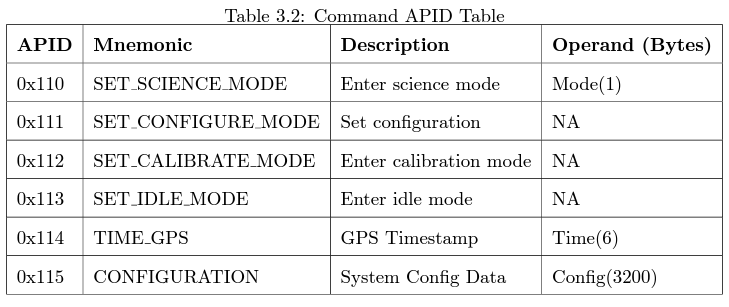 Table 3.2: Command APID Table
APID Mnemonic Description Operand (Bytes)
0x110 SET_SCIENCE_MODE Enter science mode Mode(1)
0x111 SET_CONFIGURE_MODE Set configuration NA
0x112 SET_CALIBRATE_MODE Enter calibration mode NA
0x113 SET_IDLE_MODE Enter idle mode NA
0x114 TIME_GPS GPS Timestamp Time(6)
0x115 CONFIGURATION System Config Data Config(3200)